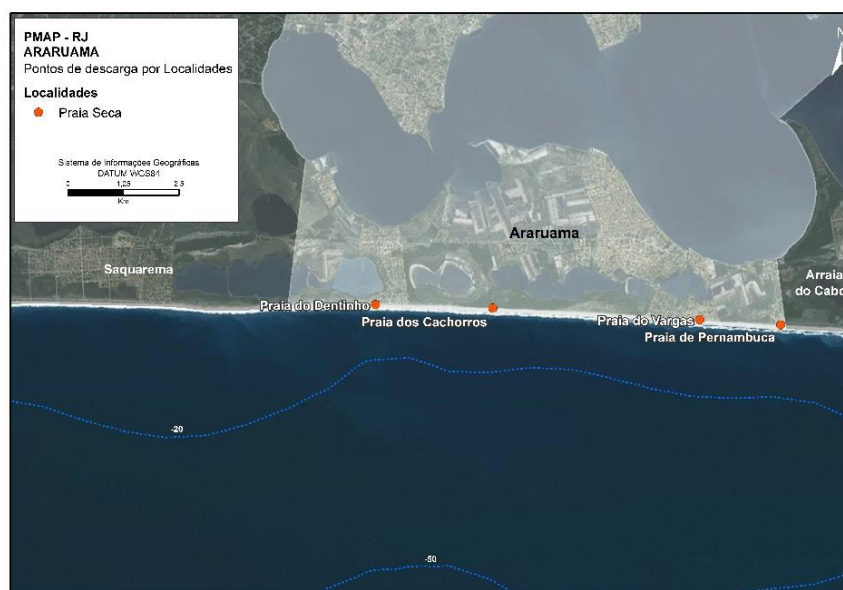 PMAP - RJ
ARARUAMA
Pontos de descarga por Localidades
Localidades
Praia Seca
Sistema de Informações Geográficas
DATUM WGS84
0 1,25 2,5
Km
N
Araruama
Saquarema
Arraia
do Cabo
Praia do Dentinho
Praia dos Cachorros
Praia do Vargas
Praia de Pernambuca
-20
-50